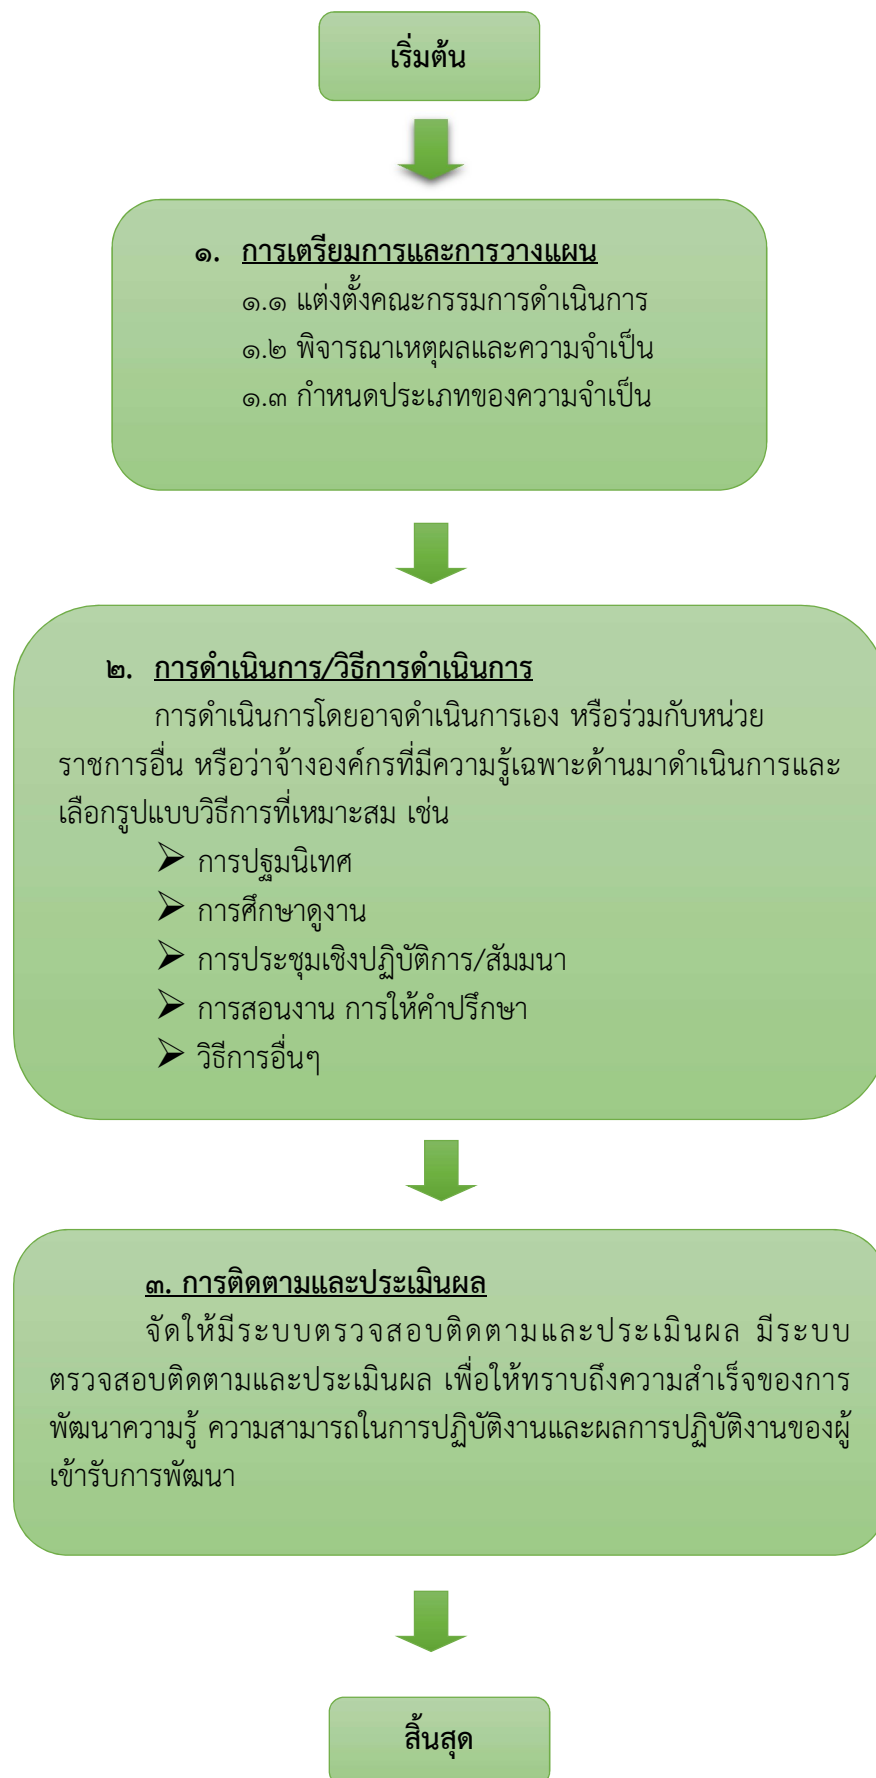 เริ่มต้น
๑. การเตรียมการและการวางแผน
๑.๑ แต่งตั้งคณะกรรมการดำเนินการ
๑.๒ พิจารณาเหตุผลและความจำเป็น
๑.๓ กำหนดประเภทของความจำเป็น
๒. การดำเนินการ/วิธีการดำเนินการ
การดำเนินการโดยอาจดำเนินการเอง หรือร่วมกับหน่วย
ราชการอื่น หรือว่าจ้างองค์กรที่มีความรู้เฉพาะด้านมาดำเนินการและ
เลือกรูปแบบวิธีการที่เหมาะสม เช่น
➢ การปฐมนิเทศ
➢ การศึกษาดูงาน
➢ การประชุมเชิงปฏิบัติการ/สัมมนา
➢ การสอนงาน การให้คำปรึกษา
➢ วิธีการอื่นๆ
๓. การติดตามและประเมินผล
จัดให้มีระบบตรวจสอบติดตามและประเมินผล มีระบบ
ตรวจสอบติดตามและประเมินผล เพื่อให้ทราบถึงความสำเร็จของการ
พัฒนาความรู้ ความสามารถในการปฏิบัติงานและผลการปฏิบัติงานของผู้
เข้ารับการพัฒนา
สิ้นสุด